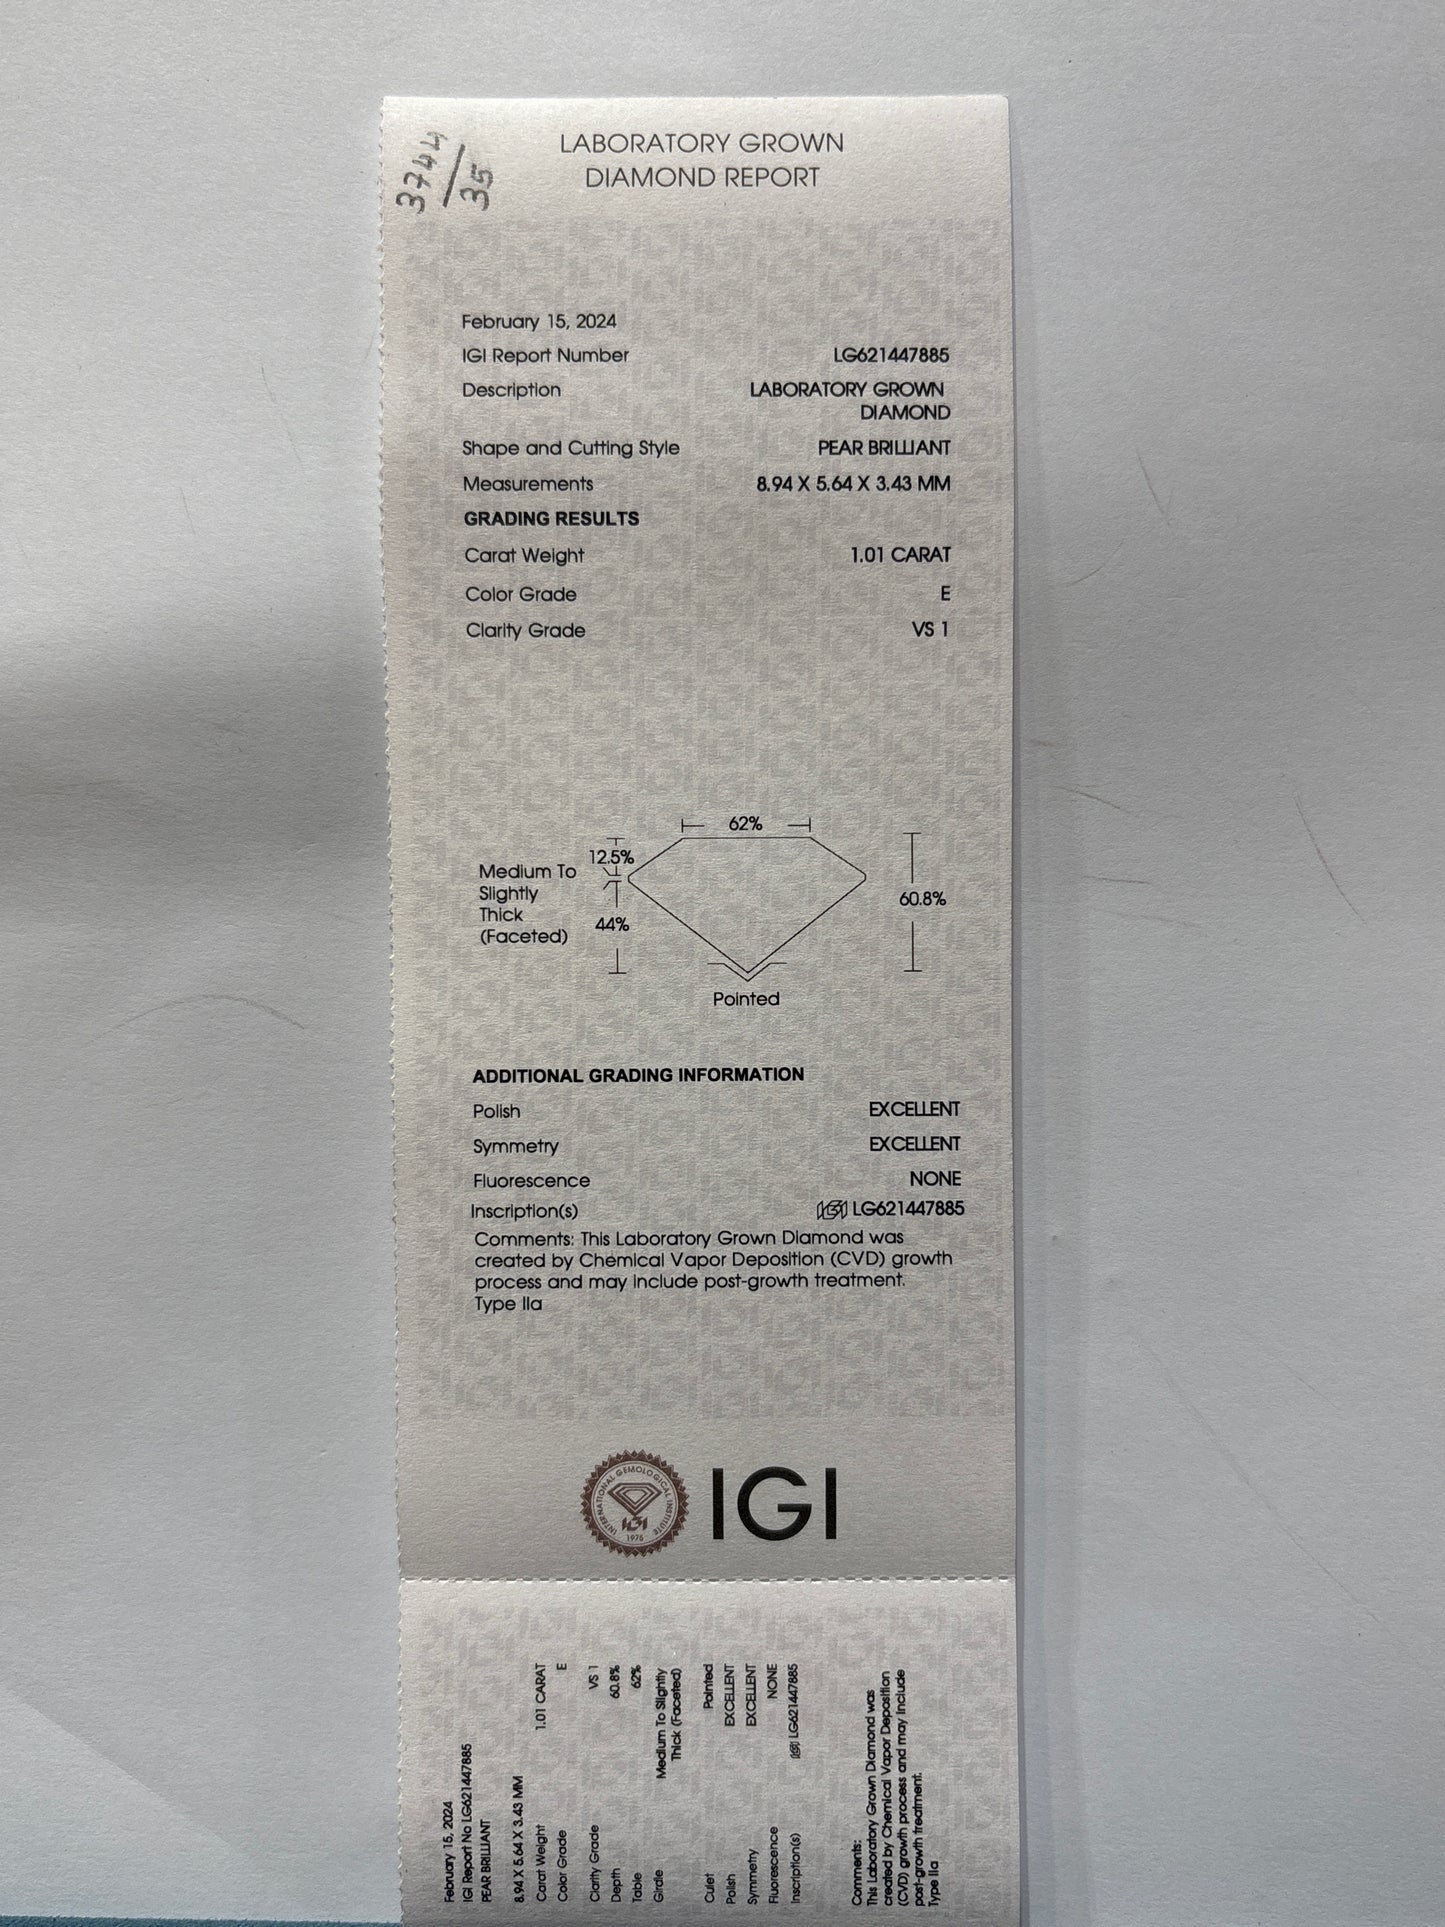 3744/35
LABORATORY GROWN
DIAMOND REPORT
February 15, 2024
IGI Report Number LG621447885
Description LABORATORY GROWN
DIAMOND
Shape and Cutting Style PEAR BRILLIANT
Measurements 8.94 X 5.64 X 3.43 MM
GRADING RESULTS
Carat Weight 1.01 CARAT
Color Grade E
Clarity Grade VS 1
62%
12.5%
Medium To
Slightly
Thick
(Faceted)
44%
60.8%
Pointed
ADDITIONAL GRADING INFORMATION
Polish EXCELLENT
Symmetry EXCELLENT
Fluorescence NONE
Inscription(s) IGI LG621447885
Comments: This Laboratory Grown Diamond was
created by Chemical Vapor Deposition (CVD) growth
process and may include post-growth treatment.
Type IIa
INTERNATIONAL GEMOLOGICAL INSTITUTE
IGI
1975
IGI
February 15, 2024
IGI Report No LG621447885
PEAR BRILLIANT
8.94 X 5.64 X 3.43 MM
Carat Weight 1.01 CARAT
Color Grade E
Clarity Grade VS 1
Depth 60.8%
Table 62%
Girdle Medium To Slightly
Thick (Faceted)
Culet Pointed
Polish EXCELLENT
Symmetry EXCELLENT
Fluorescence NONE
Inscription(s) IGI LG621447885
Comments:
This Laboratory Grown Diamond was
created by Chemical Vapor Deposition
(CVD) growth process and may include
post-growth treatment.
Type IIa